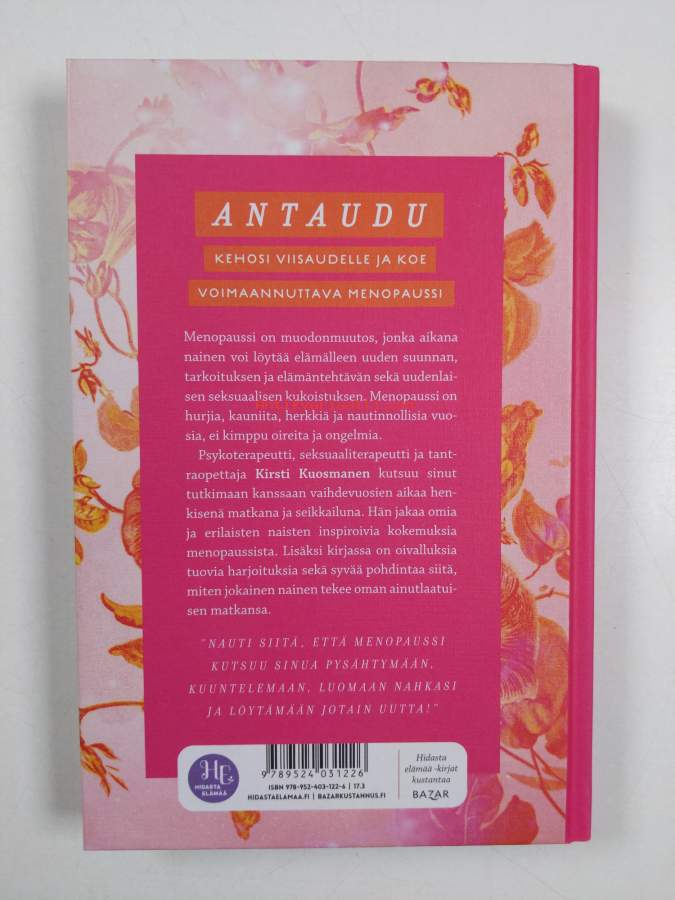 ANTAUDU
KEHOSI VIISAUDELLE JA KOE
VOIMAANNUTTAVA MENOPAUSSI
Menopaussi on muodonmuutos, jonka aikana
nainen voi löytää elämälleen uuden suunnan,
tarkoituksen ja elämäntehtävän sekä uudenlai-
sen seksuaalisen kukoistuksen. Menopaussi on
hurjia, kauniita, herkkiä ja nautinnollisia vuo-
sia, ei kimppu oireita ja ongelmia.
Psykoterapeutti, seksuaaliterapeutti ja tant-
raopettaja Kirsti Kuosmanen kutsuu sinut
tutkimaan kanssaan vaihdevuosien aikaa hen-
kisenä matkana ja seikkailuna. Hän jakaa omia
ja erilaisten naisten inspiroivia kokemuksia
menopaussista. Lisäksi kirjassa on oivalluksia
tuovia harjoituksia sekä syvää pohdintaa siitä,
miten jokainen nainen tekee oman ainutlaatui-
sen matkansa.
"NAUTI SIITÄ, ETTÄ MENOPAUSSI
KUTSUU SINUA PYSÄHTYMÄÄN,
KUUNTELEMAAN, LUOMAAN NAHKASI
JA LÖYTÄMÄÄN JOTAIN UUTTA!"
HE
HIDASTA
ELÄMÄÄ
9 789524 031226
ISBN 978-952-403-122-6 | 17.3
HIDASTAELAMAA.FI | BAZARKUSTANNUS.FI
Hidasta
elämää -kirjat
kustantaa
BAZAR